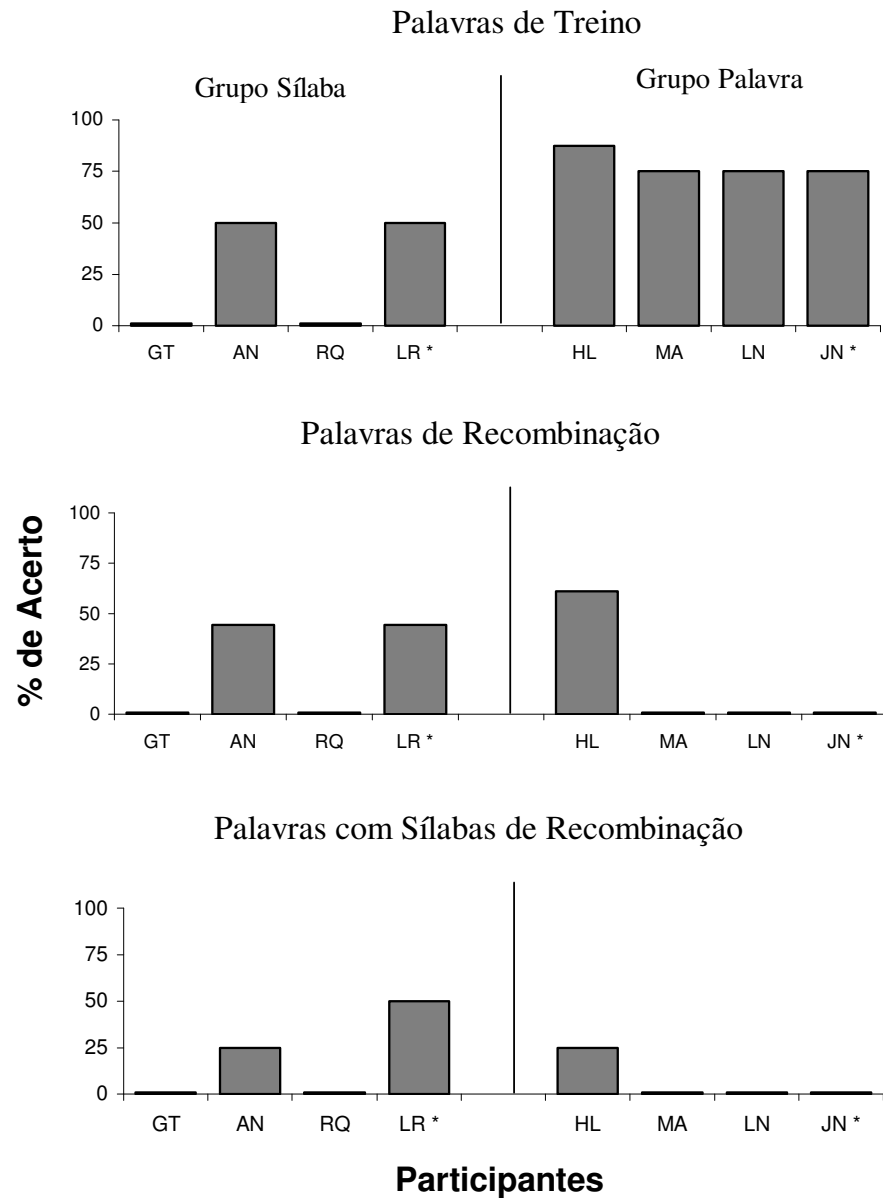 Palavras de Treino
Grupo Sílaba
Grupo Palavra
100
75
50
25
0
GT AN RQ LR * HL MA LN JN *
Palavras de Recombinação
% de Acerto
100
75
50
25
0
GT AN RQ LR * HL MA LN JN *
Palavras com Sílabas de Recombinação
100
75
50
25
0
GT AN RQ LR * HL MA LN JN *
Participantes